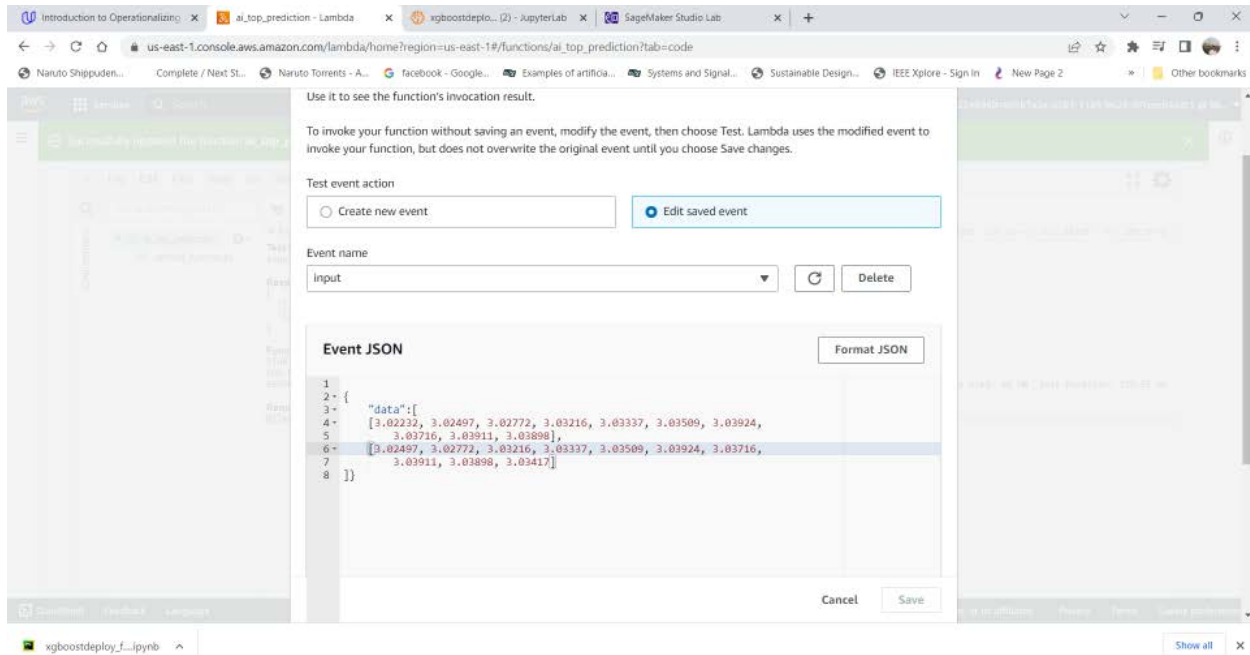 Introduction to Operationalizing
ai_top_prediction - Lambda
xgboostdeplo... (2) - JupyterLab
SageMaker Studio Lab
us-east-1.console.aws.amazon.com/lambda/home?region=us-east-1#/functions/ai_top_prediction?tab=code
Naruto Shippuden...
Complete / Next St...
Naruto Torrents - A...
facebook - Google...
Examples of artificia...
Systems and Signal...
Sustainable Design...
IEEE Xplore - Sign In
New Page 2
»
Other bookmarks
Use it to see the function's invocation result.
To invoke your function without saving an event, modify the event, then choose Test. Lambda uses the modified event to
invoke your function, but does not overwrite the original event until you choose Save changes.
Test event action
Create new event
Edit saved event
Event name
input
Delete
Event JSON
Format JSON
1
2 {
3 "data":[
4 [3.02232, 3.02497, 3.02772, 3.03216, 3.03337, 3.03509, 3.03924,
5 3.03716, 3.03911, 3.03898],
6 [3.02497, 3.02772, 3.03216, 3.03337, 3.03509, 3.03924, 3.03716,
7 3.03911, 3.03898, 3.03417]
8 ]}
Cancel
Save
Feedback
Language
Privacy
Terms
xgboostdeploy_f....ipynb
Show all